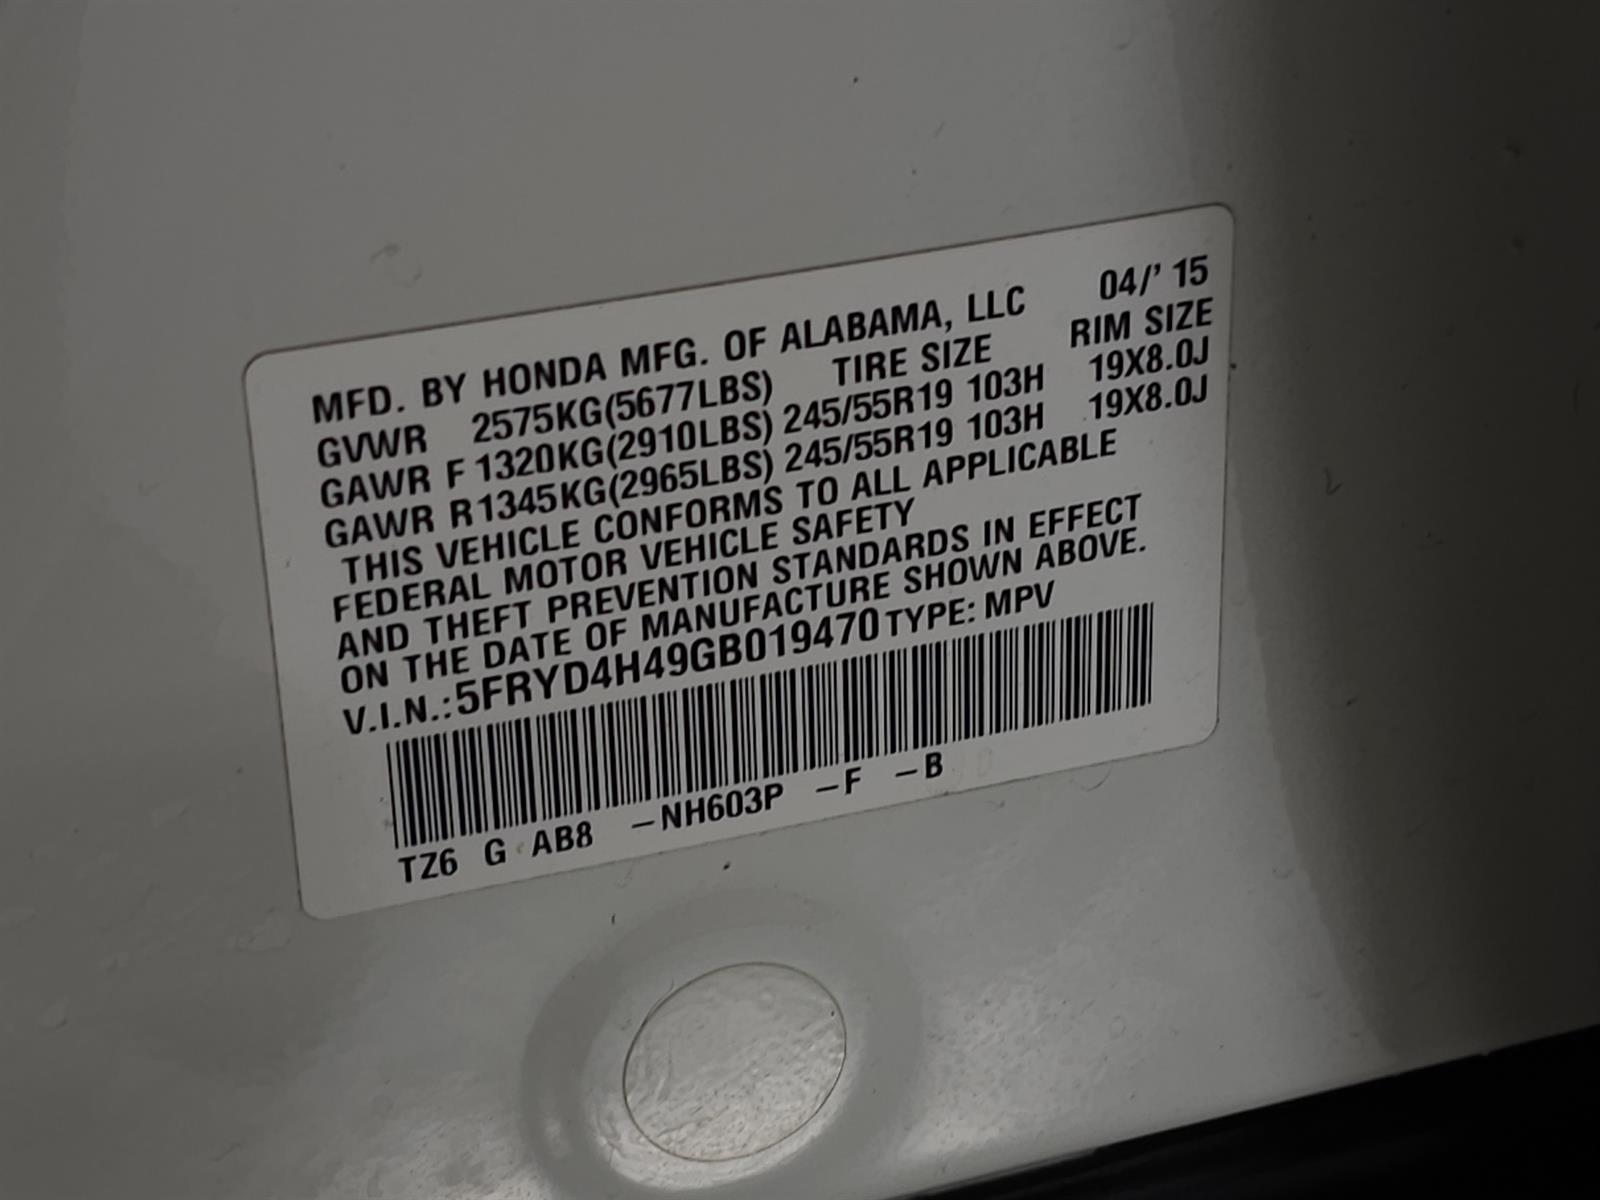 MFD. BY HONDA MFG. OF ALABAMA, LLC 04/' 15
GVWR 2575KG(5677LBS) TIRE SIZE RIM SIZE
GAWR F 1320KG(2910LBS) 245/55R19 103H 19X8.0J
GAWR R 1345KG(2965LBS) 245/55R19 103H 19X8.0J
THIS VEHICLE CONFORMS TO ALL APPLICABLE
FEDERAL MOTOR VEHICLE SAFETY
AND THEFT PREVENTION STANDARDS IN EFFECT
ON THE DATE OF MANUFACTURE SHOWN ABOVE.
V.I.N.: 5FRYD4H49GB019470 TYPE: MPV
TZ6 G AB8 –NH603P –F –B